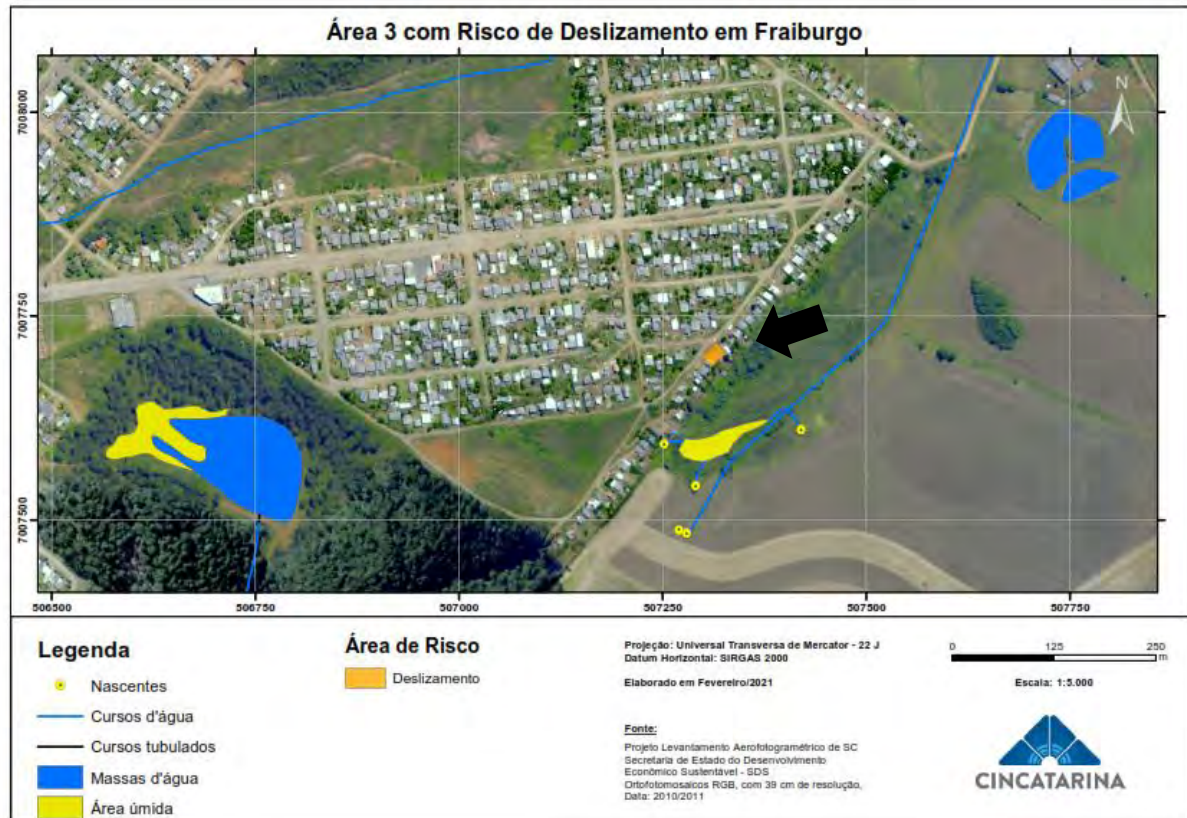 Área 3 com Risco de Deslizamento em Fraiburgo
N
7008000
7007750
7007500
506500
506750
507000
507250
507500
507750
Legenda
Nascentes
Cursos d'água
Cursos tubulados
Massas d'água
Área úmida
Área de Risco
Deslizamento
Projeção: Universal Transversa de Mercator - 22 J
Datum Horizontal: SIRGAS 2000
Elaborado em Fevereiro/2021
Fonte:
Projeto Levantamento Aerofotogramétrico de SC
Secretaria de Estado do Desenvolvimento
Econômico Sustentável - SDS
Ortofotomosaicos RGB, com 39 cm de resolução,
Data: 2010/2011
0 125 250
m
Escala: 1:5.000
CINCATARINA